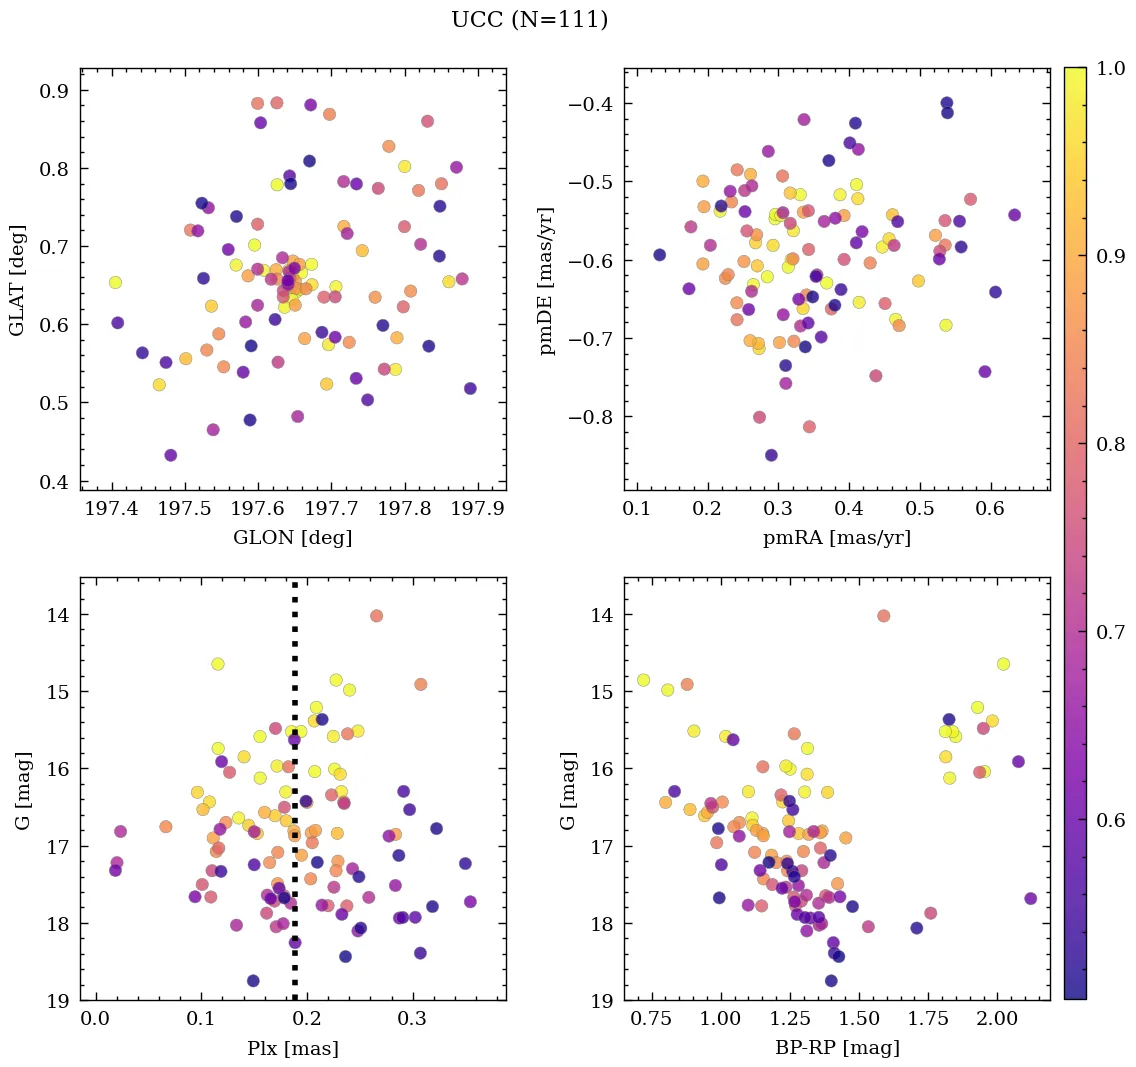 UCC (N=111)
0.9
0.8
0.7
0.6
0.5
0.4
GLAT [deg]
197.4 197.5 197.6 197.7 197.8 197.9
GLON [deg]
−0.4
−0.5
−0.6
−0.7
−0.8
pmDE [mas/yr]
0.1 0.2 0.3 0.4 0.5 0.6
pmRA [mas/yr]
14
15
16
17
18
19
G [mag]
0.0 0.1 0.2 0.3
Plx [mas]
14
15
16
17
18
19
G [mag]
0.75 1.00 1.25 1.50 1.75 2.00
BP-RP [mag]
1.0
0.9
0.8
0.7
0.6